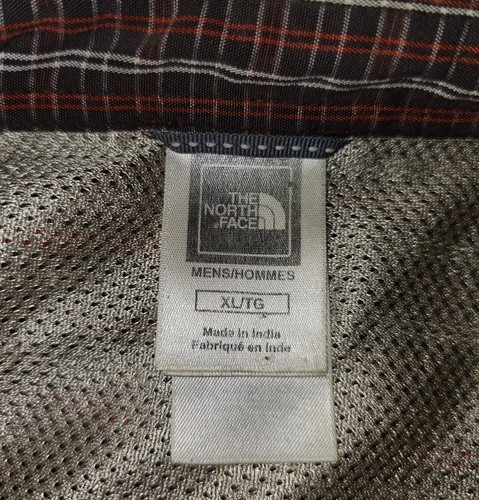 THE
NORTH
FACE
MENS/HOMMES
XL/TG
Made in India
Fabriqué en Inde